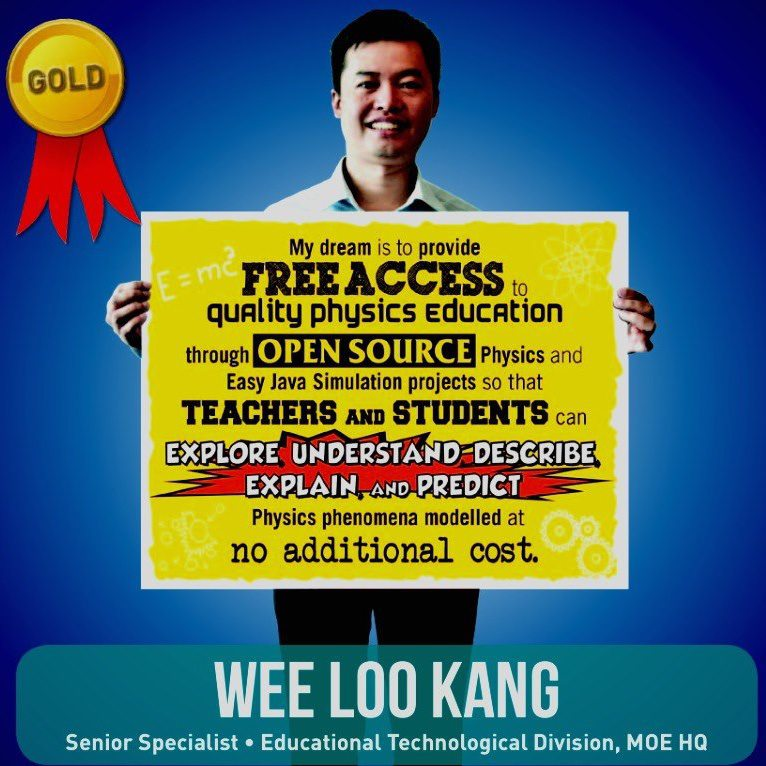 GOLD
My dream is to provide
E=mc²
FREE ACCESS to
quality physics Education
through OPEN SOURCE Physics and
Easy Java Simulation projects so that
TEACHERS AND STUDENTS can
EXPLORE, UNDERSTAND, DESCRIBE,
EXPLAIN, AND PREDICT
Physics phenomena modelled at
no additional cost.
WEE LOO KANG
Senior Specialist • Educational Technological Division, MOE HQ